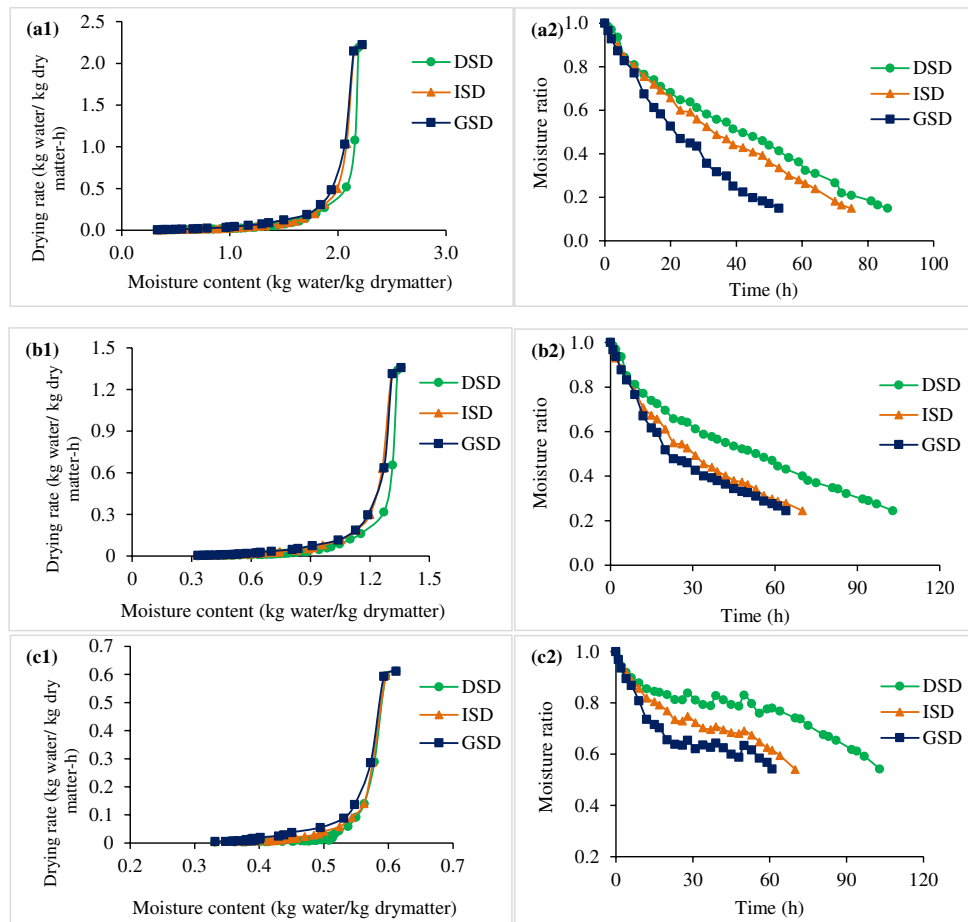 (a1)
Drying rate (kg water/ kg dry
matter-h)
2.5
2.0
1.5
1.0
0.5
0.0
0.0 1.0 2.0 3.0
Moisture content (kg water/kg drymatter)
DSD
ISD
GSD
(a2)
Moisture ratio
1.0
0.8
0.6
0.4
0.2
0.0
0 20 40 60 80 100
Time (h)
DSD
ISD
GSD
(b1)
Drying rate (kg water/ kg dry
matter-h)
1.5
1.2
0.9
0.6
0.3
0
0 0.3 0.6 0.9 1.2 1.5
Moisture content (kg water/kg drymatter)
DSD
ISD
GSD
(b2)
Moisture ratio
1.0
0.8
0.6
0.4
0.2
0.0
0 30 60 90 120
Time (h)
DSD
ISD
GSD
(c1)
Drying rate (kg water/ kg dry
matter-h)
0.7
0.6
0.5
0.4
0.3
0.2
0.1
0
0.2 0.3 0.4 0.5 0.6 0.7
Moisture content (kg water/kg drymatter)
DSD
ISD
GSD
(c2)
Moisture ratio
1.0
0.8
0.6
0.4
0.2
0 30 60 90 120
Time (h)
DSD
ISD
GSD